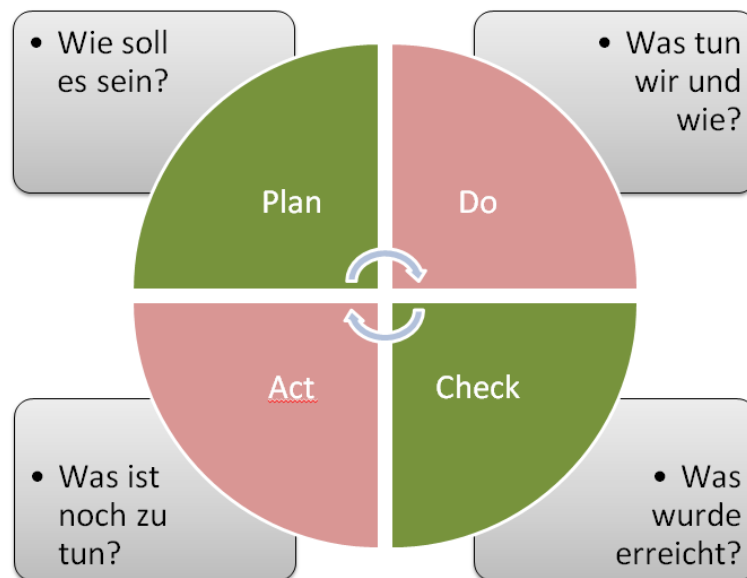 • Wie soll
es sein?
• Was tun
wir und
wie?
Plan
Do
Act
Check
• Was ist
noch zu
tun?
• Was
wurde
erreicht?